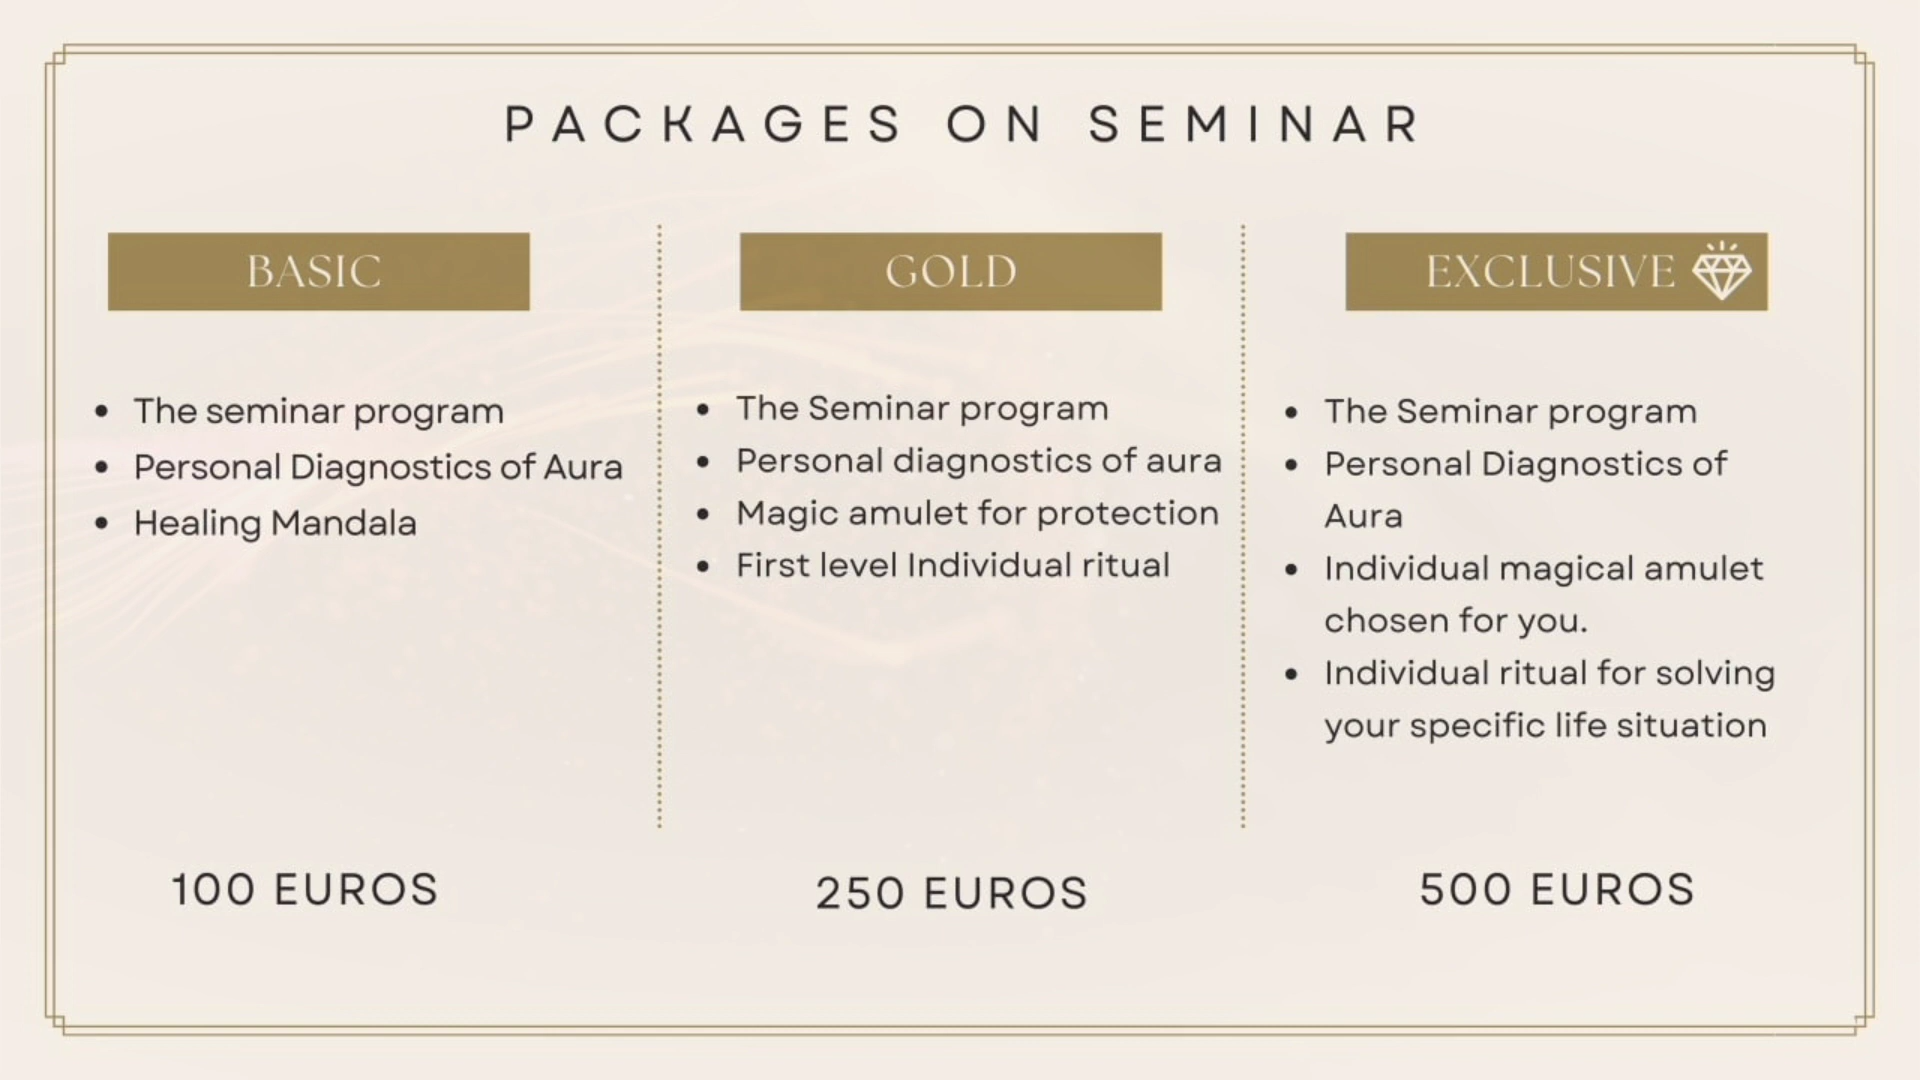 PACKAGES ON SEMINAR
BASIC
The seminar program
Personal Diagnostics of Aura
Healing Mandala
100 EUROS
GOLD
The Seminar program
Personal diagnostics of aura
Magic amulet for protection
First level Individual ritual
250 EUROS
EXCLUSIVE
The Seminar program
Personal Diagnostics of
Aura
Individual magical amulet
chosen for you.
Individual ritual for solving
your specific life situation
500 EUROS